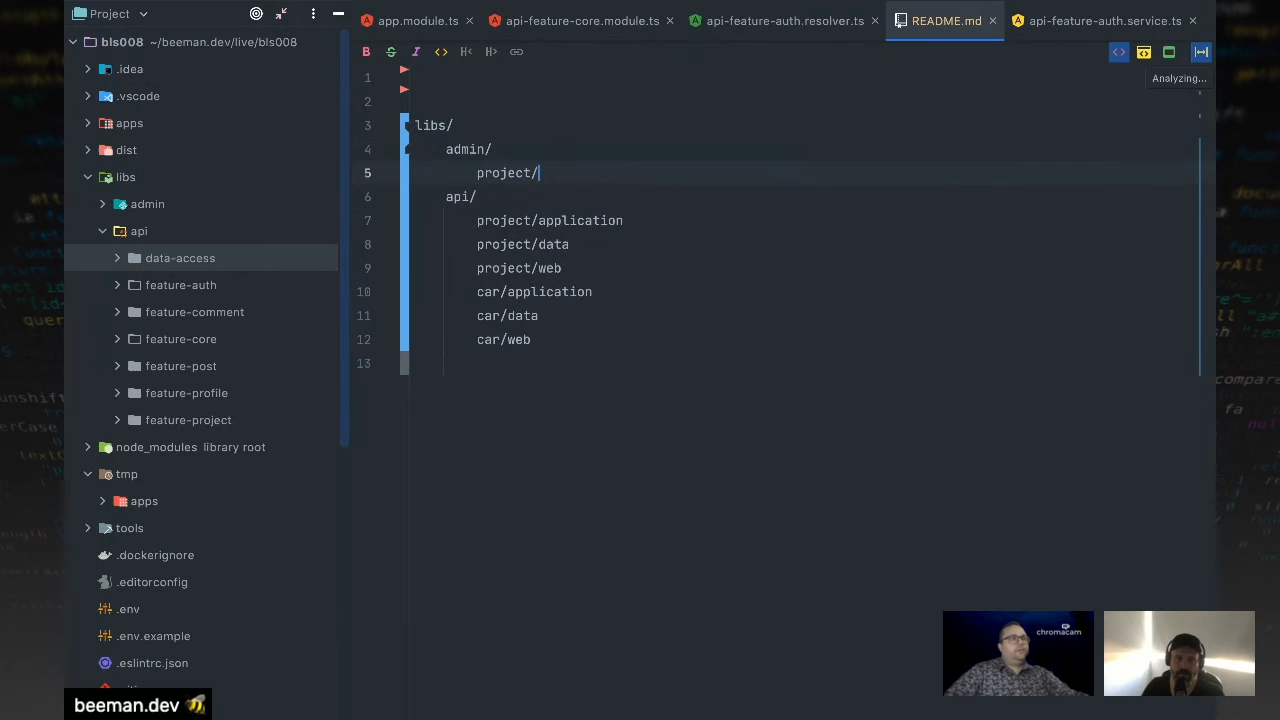 Project
app.module.ts
api-feature-core.module.ts
api-feature-auth.resolver.ts
README.md
api-feature-auth.service.ts
bls008 ~/beeman.dev/live/bls008
.idea
.vscode
apps
dist
libs
admin
api
data-access
feature-auth
feature-comment
feature-core
feature-post
feature-profile
feature-project
node_modules library root
tmp
apps
tools
.dockerignore
.editorconfig
.env
.env.example
.eslintrc.json
B S I <> H< H>
Analyzing...
1
2
3 libs/
4 admin/
5 project/
6 api/
7 project/application
8 project/data
9 project/web
10 car/application
11 car/data
12 car/web
13
chromacam
beeman.dev